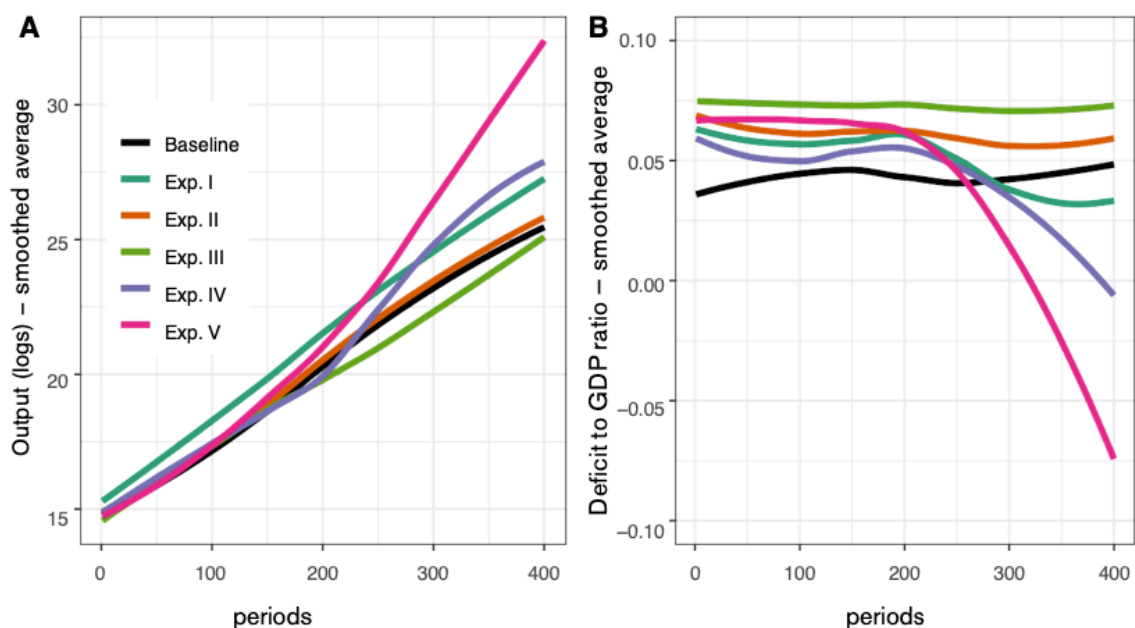 A
Output (logs) – smoothed average
30
25
20
15
Baseline
Exp. I
Exp. II
Exp. III
Exp. IV
Exp. V
0 100 200 300 400
periods
B
Deficit to GDP ratio – smoothed average
0.10
0.05
0.00
−0.05
−0.10
0 100 200 300 400
periods